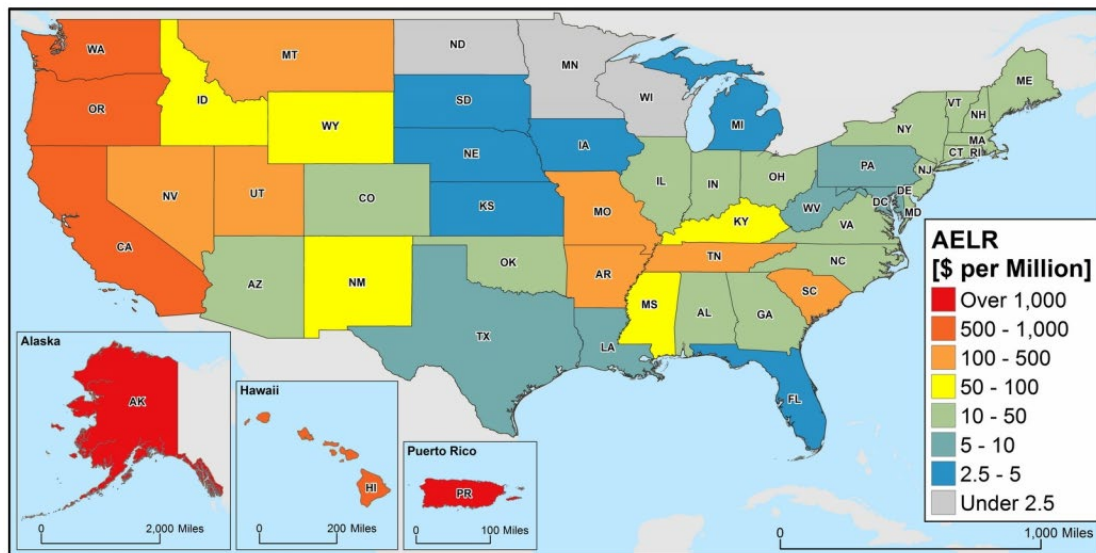 WA
MT
ND
MN
ME
VT
NH
OR
ID
SD
WI
MI
NY
MA
CT RI
WY
NE
IA
PA
NJ
NV
UT
CO
KS
MO
IL
IN
OH
WV
DC
DE
MD
VA
KY
CA
AZ
NM
OK
AR
TN
NC
SC
TX
LA
MS
AL
GA
FL
Alaska
AK
0 2,000 Miles
Hawaii
HI
0 200 Miles
Puerto Rico
PR
0 100 Miles
AELR
[$ per Million]
Over 1,000
500 - 1,000
100 - 500
50 - 100
10 - 50
5 - 10
2.5 - 5
Under 2.5
0 1,000 Miles